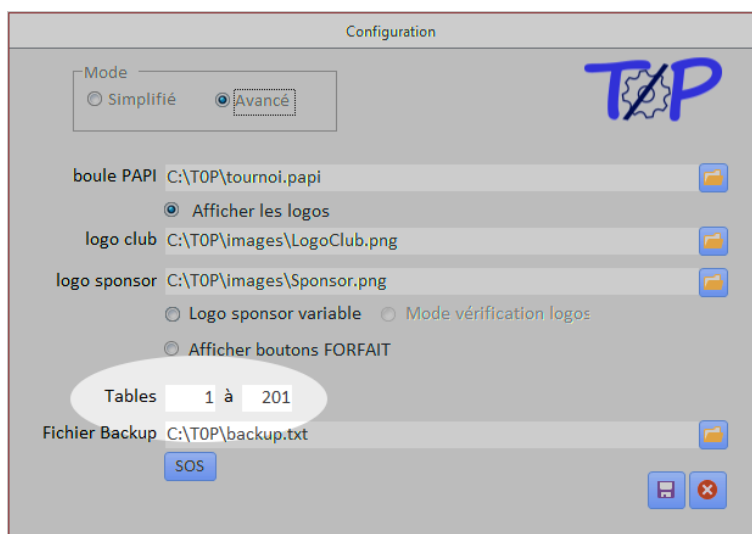 Configuration
Mode
Simplifié Avancé
TOP
boule PAPI C:\T0P\tournoi.papi
Afficher les logos
logo club C:\T0P\images\LogoClub.png
logo sponsor C:\T0P\images\Sponsor.png
Logo sponsor variable Mode vérification logos
Afficher boutons FORFAIT
Tables 1 à 201
Fichier Backup C:\T0P\backup.txt
SOS